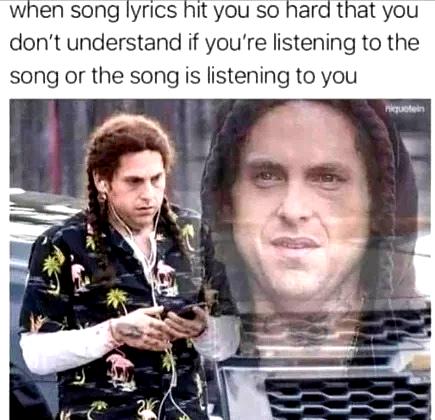 when song lyrics hit you so hard that you
don't understand if you're listening to the
song or the song is listening to you